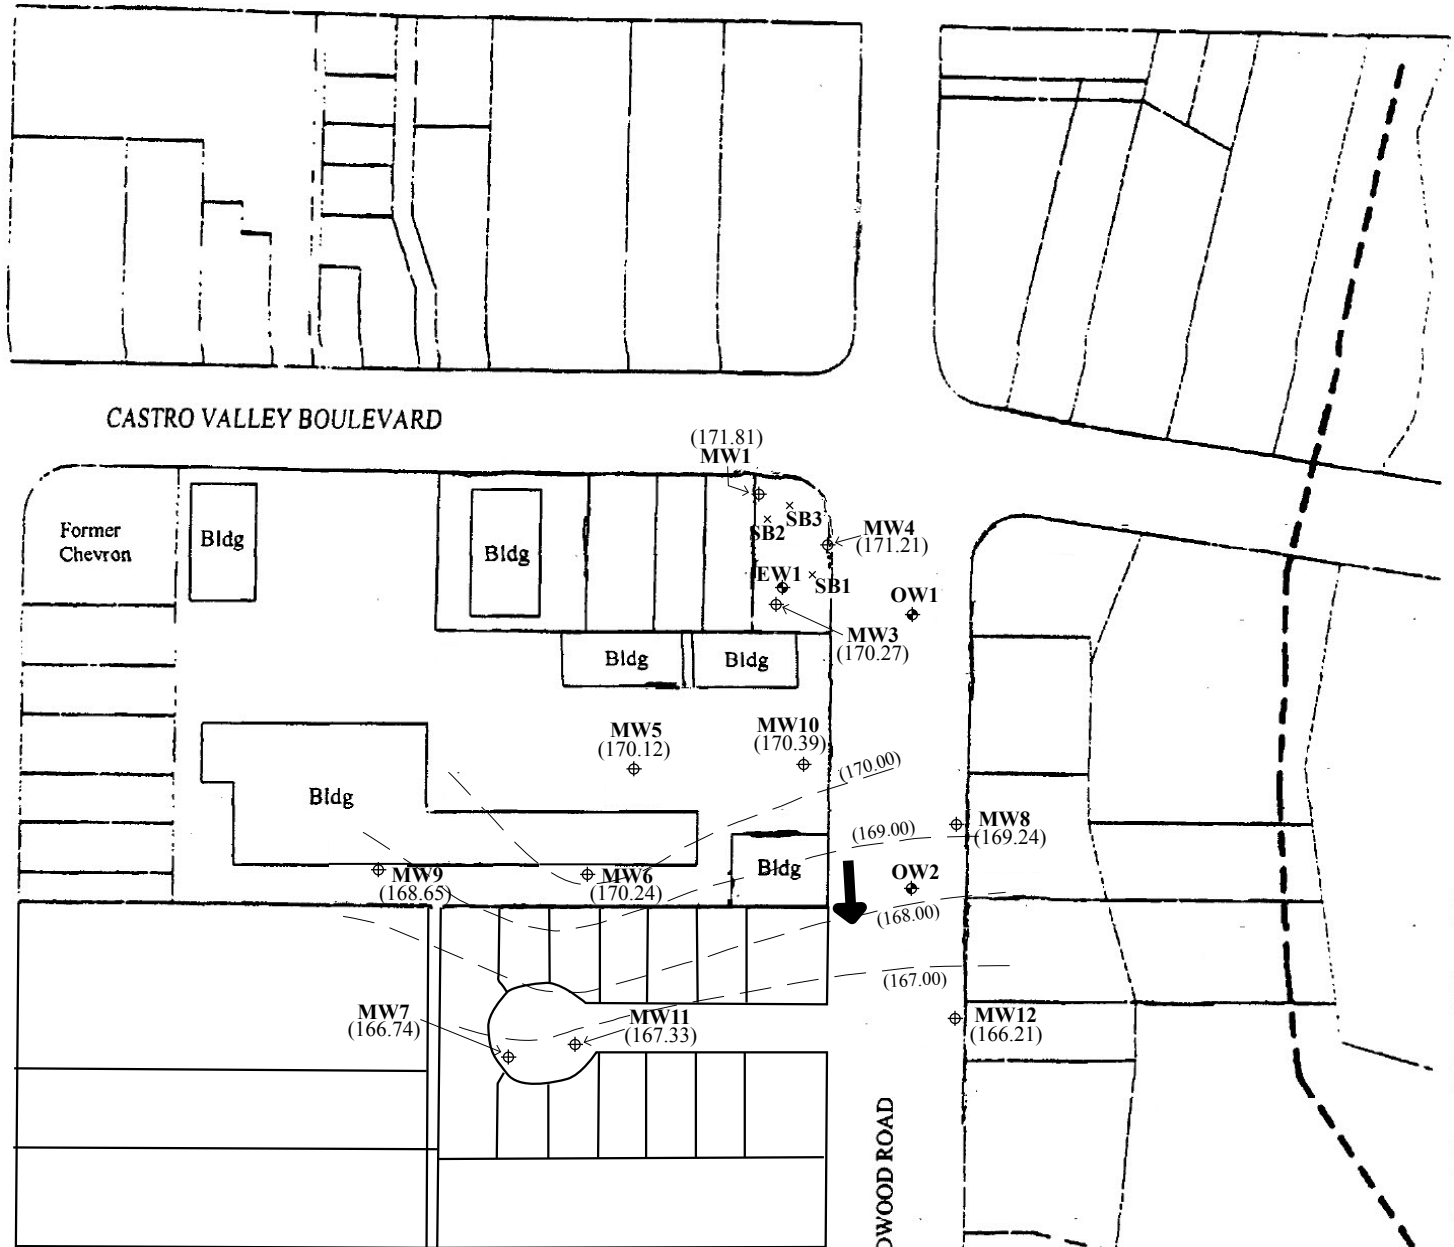 CASTRO VALLEY BOULEVARD
(171.81)
MW1
Former
Chevron
Bldg
Bldg
SB3
SB2
MW4
(171.21)
EW1
SB1
OW1
MW3
(170.27)
Bldg
Bldg
MW5
(170.12)
MW10
(170.39)
(170.00)
Bldg
(169.00)
MW8
(169.24)
Bldg
OW2
MW9
(168.65)
MW6
(170.24)
(168.00)
(167.00)
MW7
(166.74)
MW11
(167.33)
MW12
(166.21)
DWOOD ROAD